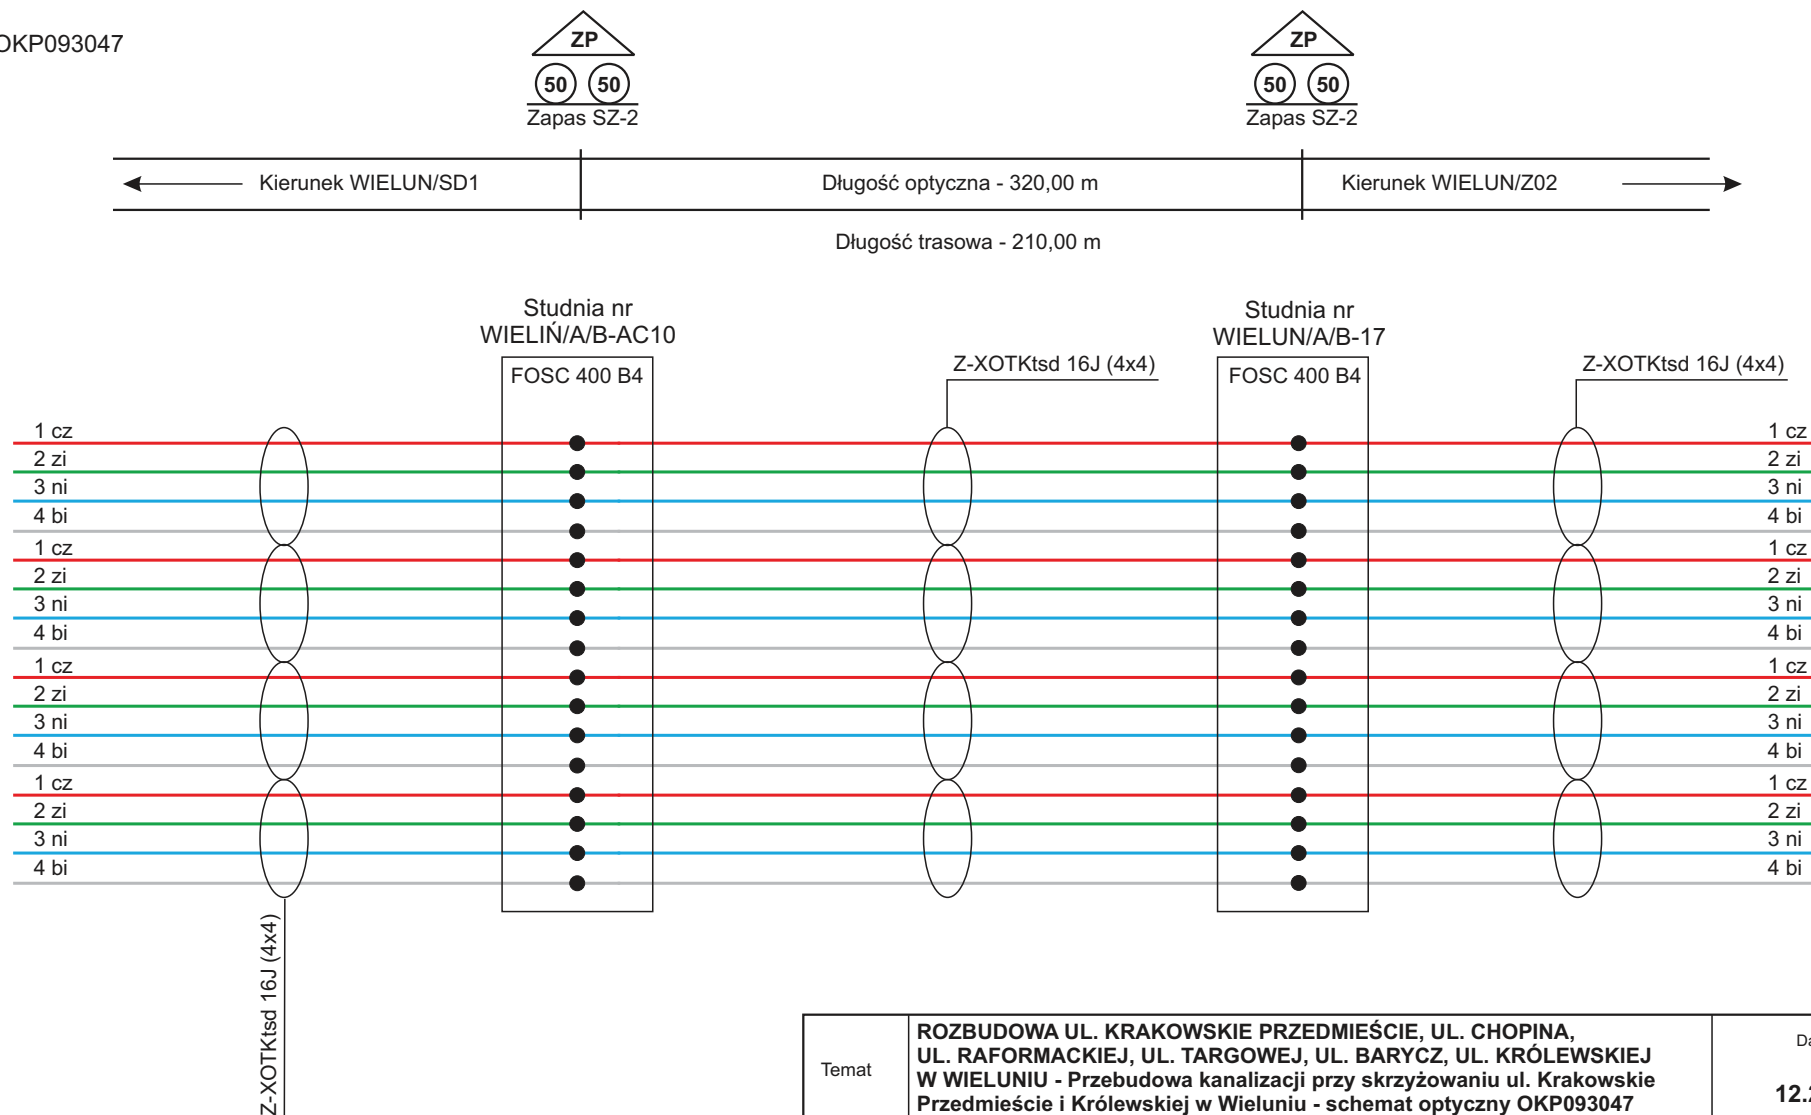 OKP093047
ZP
50 50
Zapas SZ-2
ZP
50 50
Zapas SZ-2
Kierunek WIELUN/SD1
Długość optyczna - 320,00 m
Kierunek WIELUN/Z02
Długość trasowa - 210,00 m
Studnia nr
WIELIŃ/A/B-AC10
FOSC 400 B4
Z-XOTKtsd 16J (4x4)
Studnia nr
WIELUN/A/B-17
FOSC 400 B4
Z-XOTKtsd 16J (4x4)
1 cz
2 zi
3 ni
4 bi
1 cz
2 zi
3 ni
4 bi
1 cz
2 zi
3 ni
4 bi
1 cz
2 zi
3 ni
4 bi
1 cz
2 zi
3 ni
4 bi
1 cz
2 zi
3 ni
4 bi
1 cz
2 zi
3 ni
4 bi
1 cz
2 zi
3 ni
4 bi
Z-XOTKtsd 16J (4x4)
Temat
ROZBUDOWA UL. KRAKOWSKIE PRZEDMIEŚCIE, UL. CHOPINA,
UL. RAFORMACKIEJ, UL. TARGOWEJ, UL. BARYCZ, UL. KRÓLEWSKIEJ
W WIELUNIU - Przebudowa kanalizacji przy skrzyżowaniu ul. Krakowskie
Przedmieście i Królewskiej w Wieluniu - schemat optyczny OKP093047
12.